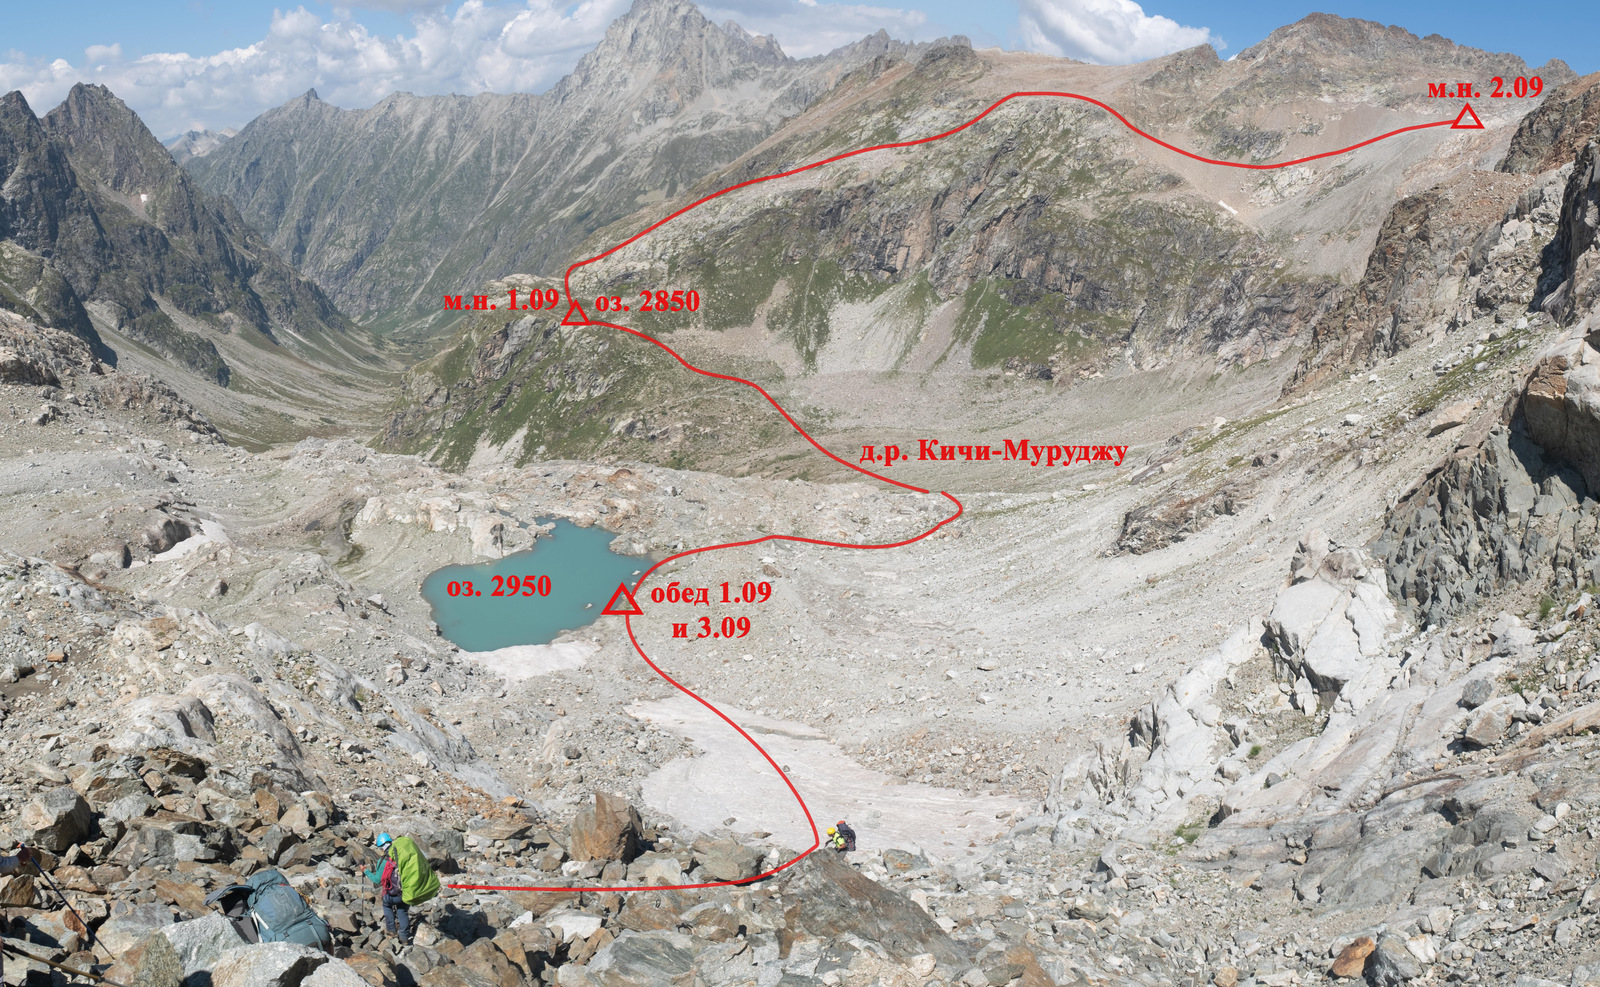 м.н. 2.09
м.н. 1.09
оз. 2850
д.р. Кичи-Муруджу
оз. 2950
обед 1.09
и 3.09